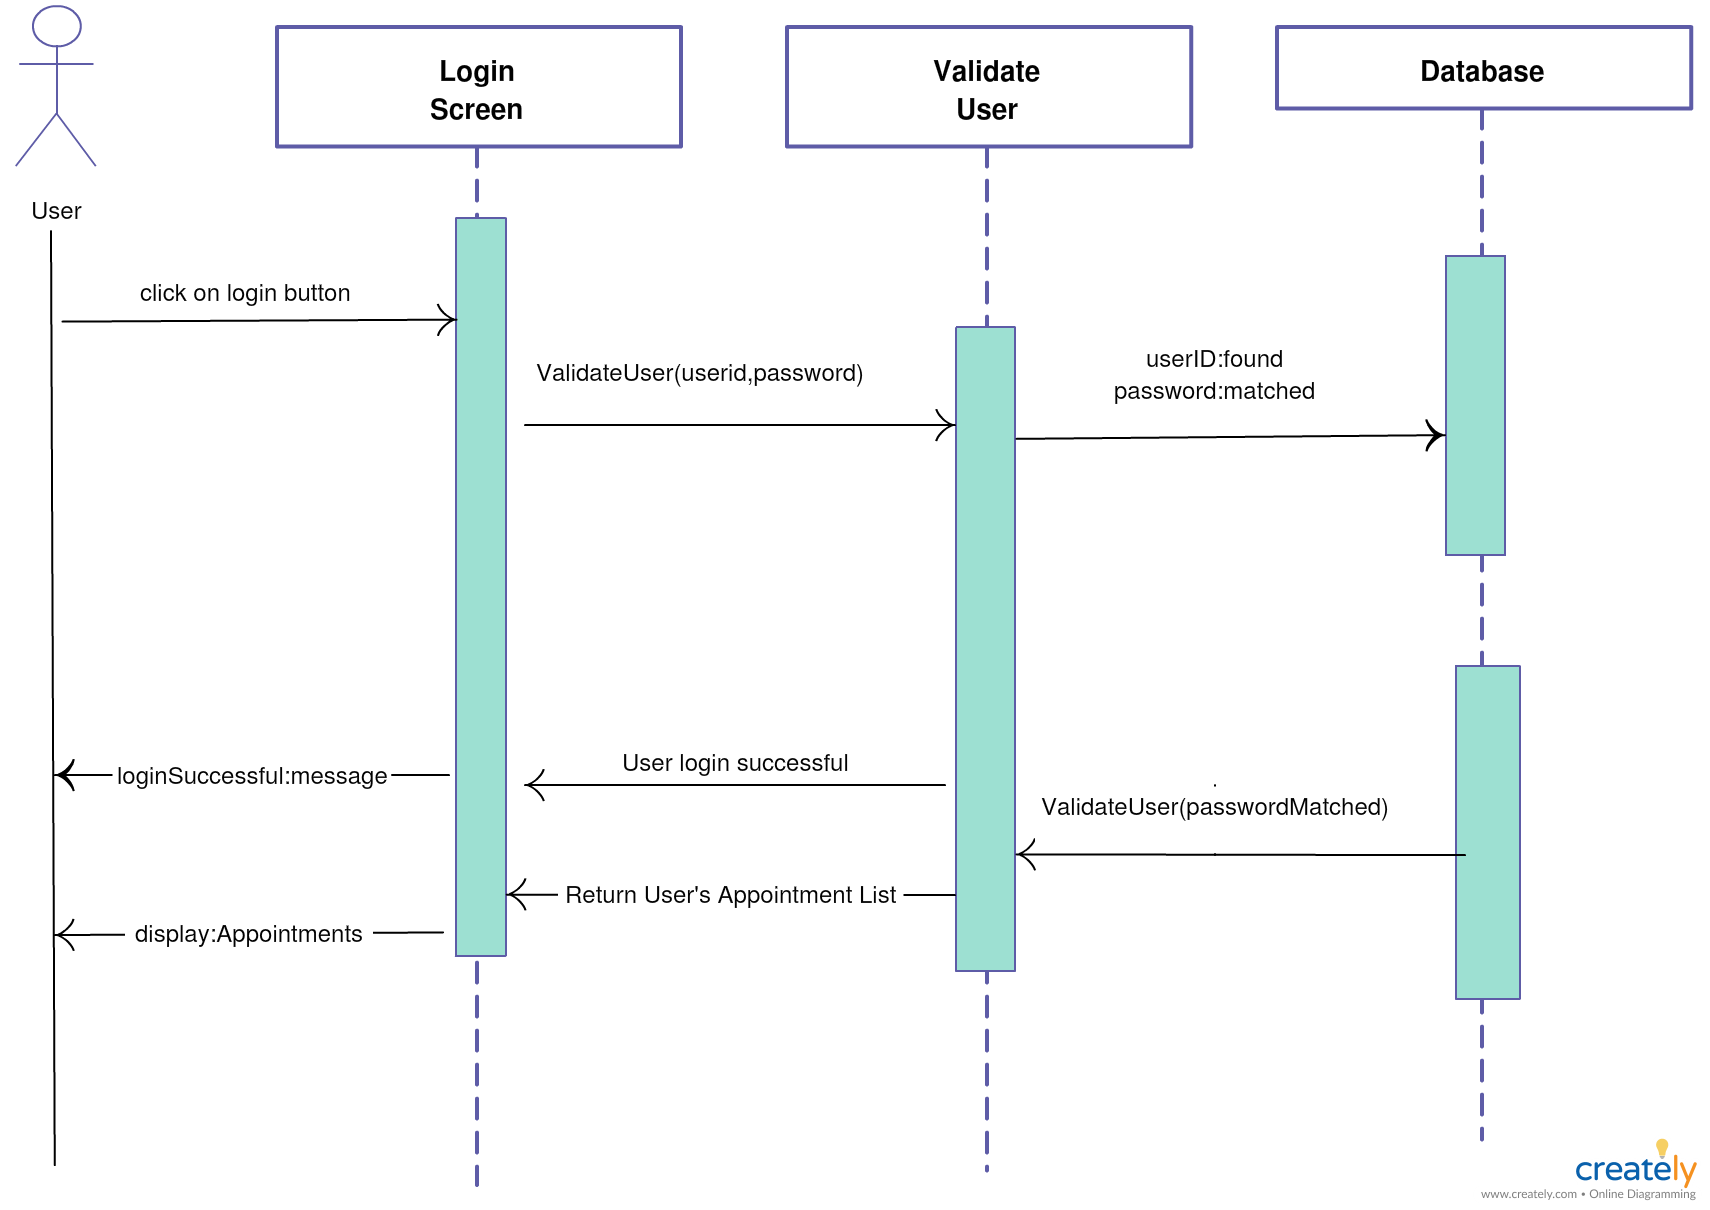 Login
Screen
Validate
User
Database
User
click on login button
ValidateUser(userid,password)
userID:found
password:matched
User login successful
loginSuccessful:message
ValidateUser(passwordMatched)
Return User's Appointment List
display:Appointments
creately
www.creately.com • Online Diagramming